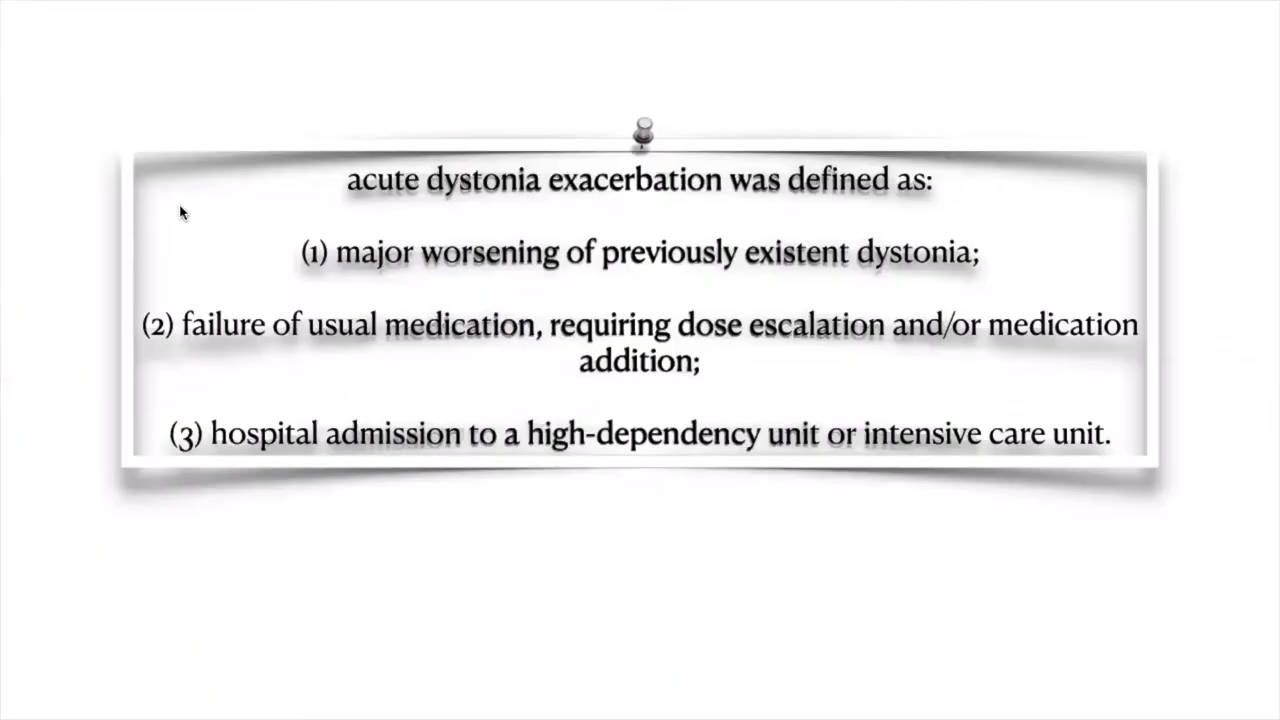 acute dystonia exacerbation was defined as:
(1) major worsening of previously existent dystonia;
(2) failure of usual medication, requiring dose escalation and/or medication
addition;
(3) hospital admission to a high-dependency unit or intensive care unit.